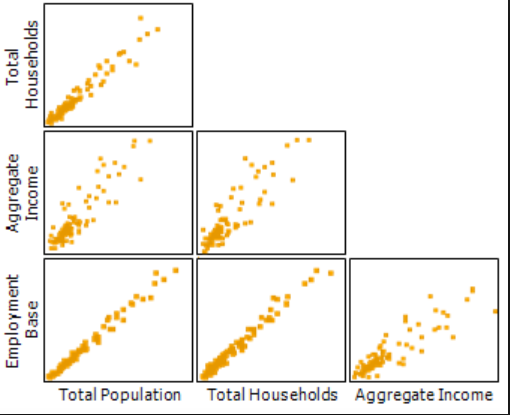 Total
Households
Aggregate
Income
Employment
Base
Total Population
Total Households
Aggregate Income